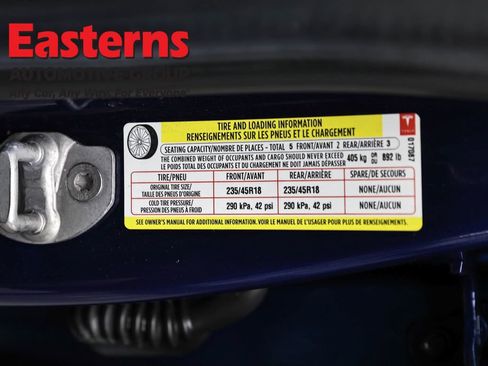 Easterns
AUTOMOTIVE GROUP
Any Car. Any Way. For Everyone.®
TIRE AND LOADING INFORMATION
RENSEIGNEMENTS SUR LES PNEUS ET LE CHARGEMENT
SEATING CAPACITY/NOMBRE DE PLACES - TOTAL 5 FRONT/AVANT 2 REAR/ARRIÈRE 3
THE COMBINED WEIGHT OF OCCUPANTS AND CARGO SHOULD NEVER EXCEED
LE POIDS TOTAL DES OCCUPANTS ET DU CHARGEMENT NE DOIT JAMAIS DÉPASSER
405 kg 892 lb
TIRE/PNEU FRONT/AVANT REAR/ARRIÈRE SPARE/DE SECOURS
ORIGINAL TIRE SIZE/
TAILLE DES PNEUS D'ORIGINE
235/45R18 235/45R18 NONE/AUCUN
COLD TIRE PRESSURE/
PRESSION DES PNEUS À FROID
290 kPa, 42 psi 290 kPa, 42 psi NONE/AUCUN
SEE OWNER'S MANUAL FOR ADDITIONAL INFORMATION. VOIR LE MANUEL DE L'USAGER POUR PLUS DE RENSEIGNEMENTS.
017087